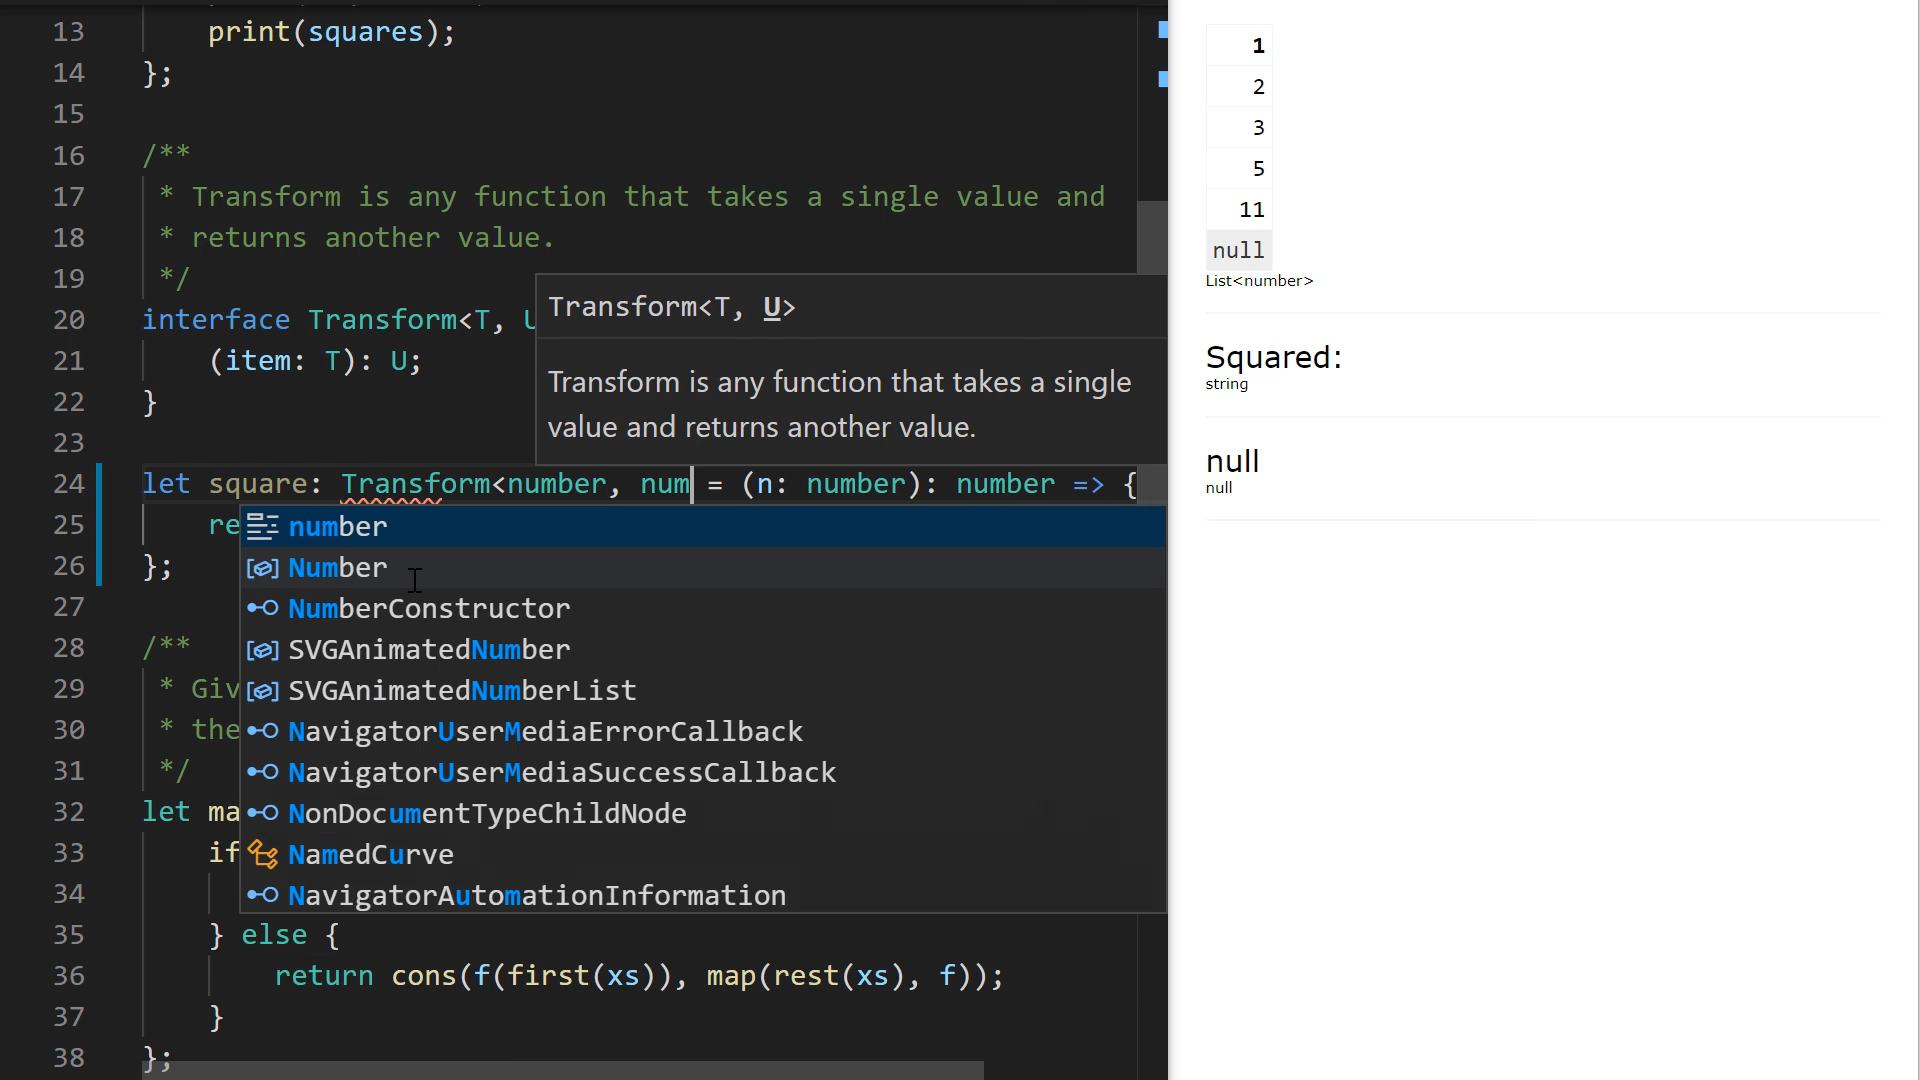 13 print(squares);
14 };
15
16 /**
17 * Transform is any function that takes a single value and
18 * returns another value.
19 */
20 interface Transform<T, U
21 (item: T): U;
22 }
23
24 let square: Transform<number, num = (n: number): number => {
25 re
26 };
27
28 /**
29 * Giv
30 * the
31 */
32 let ma
33 if
34
35 } else {
36 return cons(f(first(xs)), map(rest(xs), f));
37 }
38 };
Transform<T, U>
Transform is any function that takes a single
value and returns another value.
number
Number
NumberConstructor
SVGAnimatedNumber
SVGAnimatedNumberList
NavigatorUserMediaErrorCallback
NavigatorUserMediaSuccessCallback
NonDocumentTypeChildNode
NamedCurve
NavigatorAutomationInformation
1
2
3
5
11
null
List<number>
Squared:
string
null
null